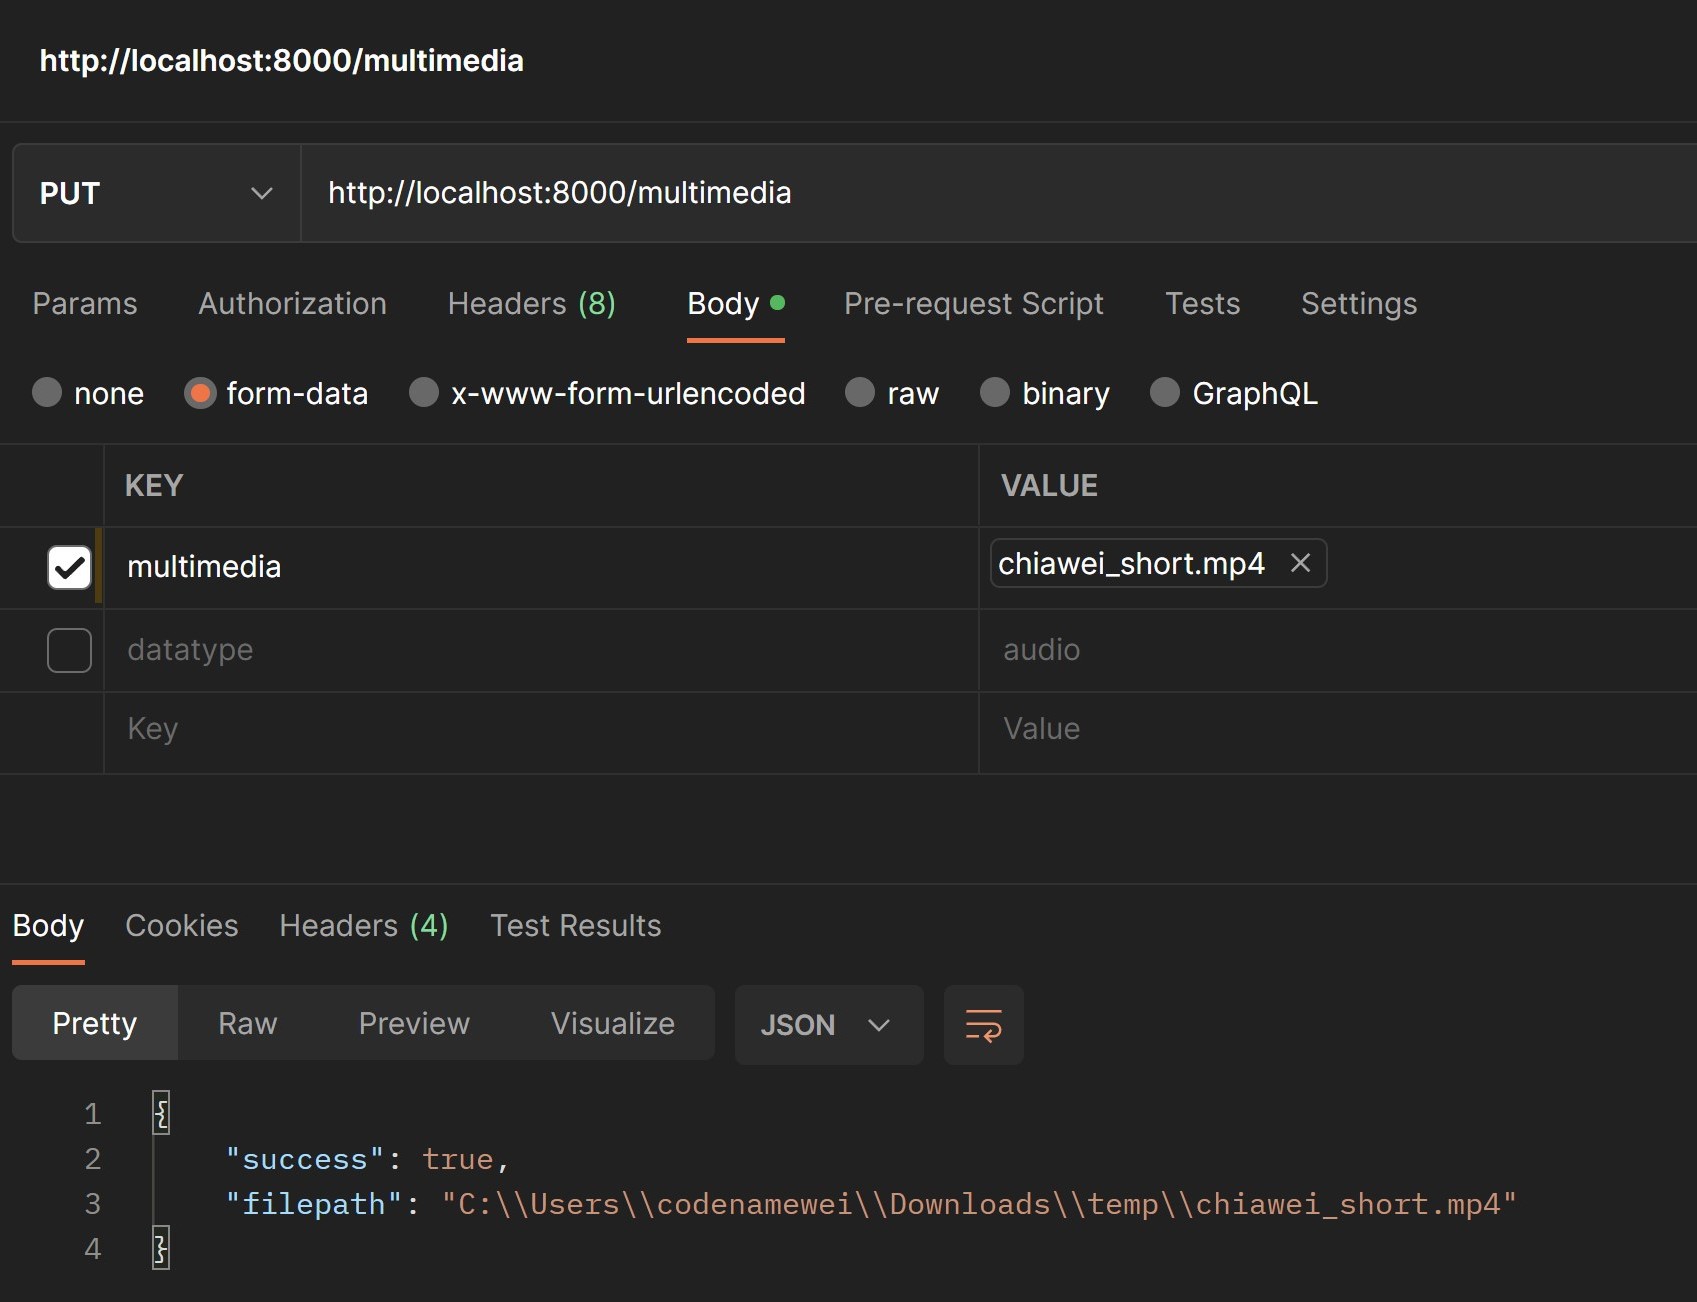 http://localhost:8000/multimedia
PUT http://localhost:8000/multimedia
Params Authorization Headers (8) Body Pre-request Script Tests Settings
none form-data x-www-form-urlencoded raw binary GraphQL
KEY VALUE
multimedia chiawei_short.mp4
datatype audio
Key Value
Body Cookies Headers (4) Test Results
Pretty Raw Preview Visualize JSON
1 {
2 "success": true,
3 "filepath": "C:\\Users\\codenamewei\\Downloads\\temp\\chiawei_short.mp4"
4 }